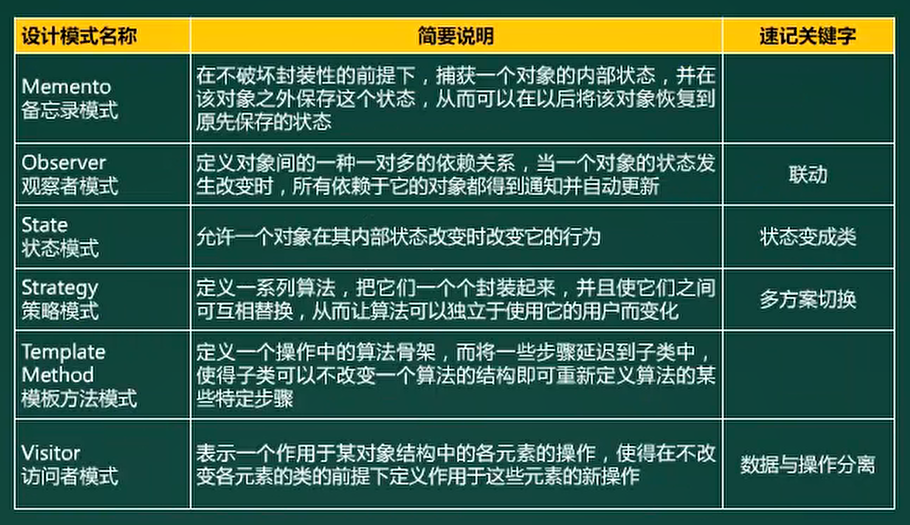 设计模式名称
简要说明
速记关键字
Memento
备忘录模式
在不破坏封装性的前提下，捕获一个对象的内部状态，并在
该对象之外保存这个状态，从而可以在以后将该对象恢复到
原先保存的状态
Observer
观察者模式
定义对象间的一种一对多的依赖关系，当一个对象的状态发
生改变时，所有依赖于它的对象都得到通知并自动更新
联动
State
状态模式
允许一个对象在其内部状态改变时改变它的行为
状态变成类
Strategy
策略模式
定义一系列算法，把它们一个个封装起来，并且使它们之间
可互相替换，从而让算法可以独立于使用它的用户而变化
多方案切换
Template
Method
模板方法模式
定义一个操作中的算法骨架，而将一些步骤延迟到子类中，
使得子类可以不改变一个算法的结构即可重新定义算法的某
些特定步骤
Visitor
访问者模式
表示一个作用于某对象结构中的各元素的操作，使得在不改
变各元素的类的前提下定义作用于这些元素的新操作
数据与操作分离